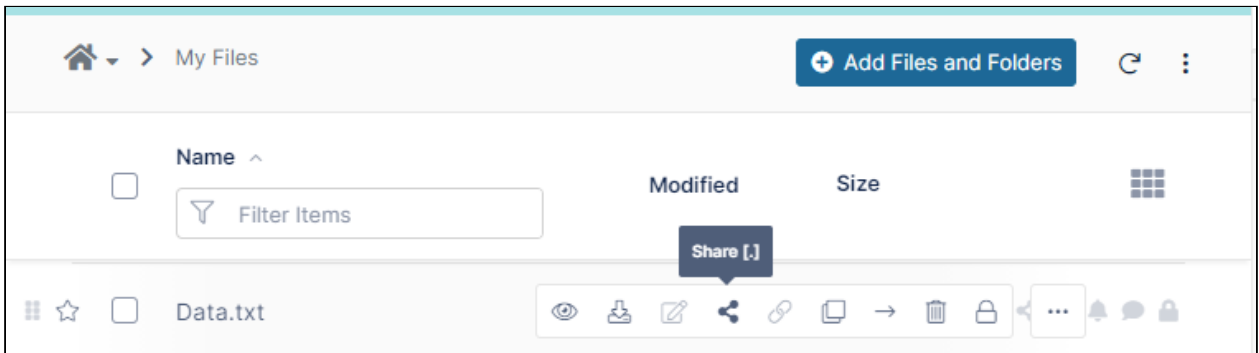 My Files
Add Files and Folders
Name
Filter Items
Modified
Size
Share [.]
Data.txt